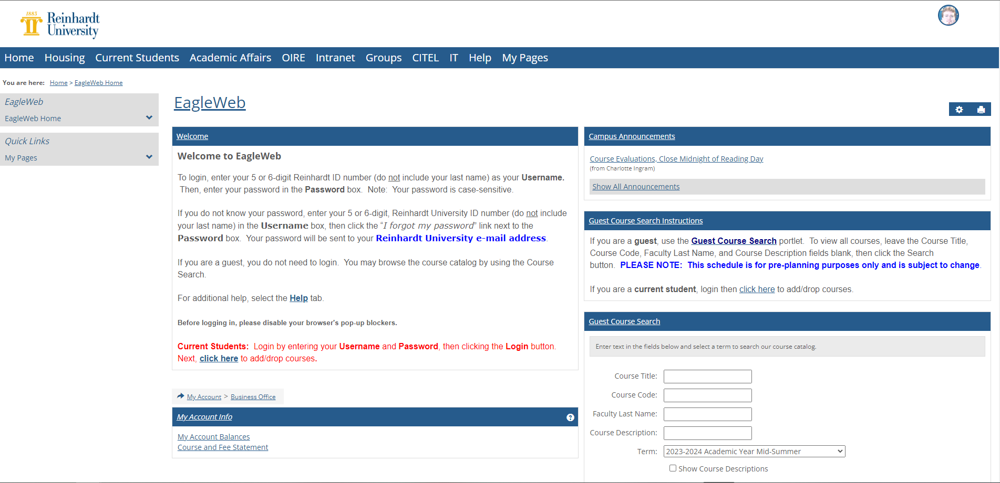 1883
Reinhardt
University
Home Housing Current Students Academic Affairs OIRE Intranet Groups CITEL IT Help My Pages
You are here: Home > EagleWeb Home
EagleWeb
EagleWeb Home
Quick Links
My Pages
EagleWeb
Welcome
Welcome to EagleWeb
To login, enter your 5 or 6-digit Reinhardt ID number (do not include your last name) as your Username.
Then, enter your password in the Password box. Note: Your password is case-sensitive.
If you do not know your password, enter your 5 or 6-digit, Reinhardt University ID number (do not include
your last name) in the Username box, then click the “I forgot my password” link next to the
Password box. Your password will be sent to your Reinhardt University e-mail address.
If you are a guest, you do not need to login. You may browse the course catalog by using the Course
Search.
For additional help, select the Help tab.
Before logging in, please disable your browser's pop-up blockers.
Current Students: Login by entering your Username and Password, then clicking the Login button.
Next, click here to add/drop courses.
My Account > Business Office
My Account Info
?
My Account Balances
Course and Fee Statement
Campus Announcements
Course Evaluations, Close Midnight of Reading Day
(from Charlotte Ingram)
Show All Announcements
Guest Course Search Instructions
If you are a guest, use the Guest Course Search portlet. To view all courses, leave the Course Title,
Course Code, Faculty Last Name, and Course Description fields blank, then click the Search
button. PLEASE NOTE: This schedule is for pre-planning purposes only and is subject to change.
If you are a current student, login then click here to add/drop courses.
Guest Course Search
Enter text in the fields below and select a term to search our course catalog.
Course Title:
Course Code:
Faculty Last Name:
Course Description:
Term: 2023-2024 Academic Year Mid-Summer
Show Course Descriptions